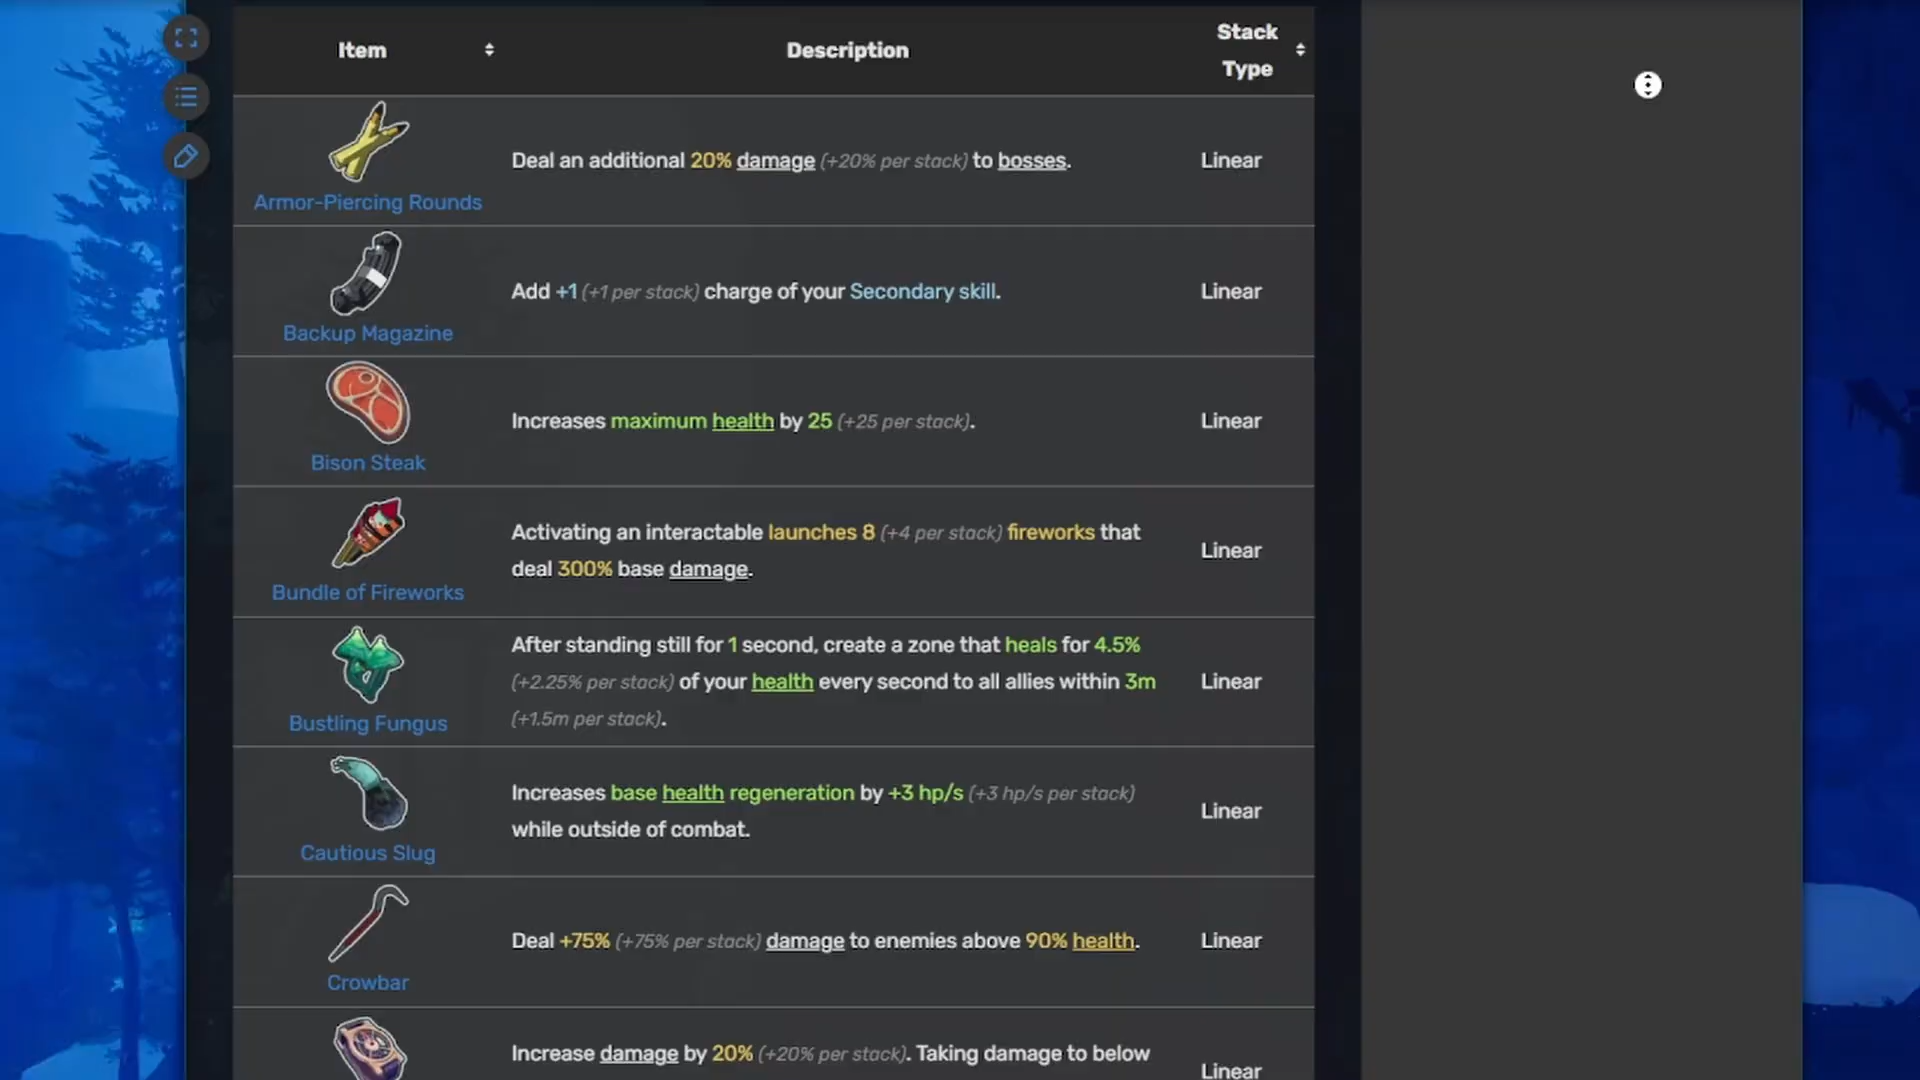 Item
Description
Stack
Type
Armor-Piercing Rounds
Deal an additional 20% damage (+20% per stack) to bosses.
Linear
Backup Magazine
Add +1 (+1 per stack) charge of your Secondary skill.
Linear
Bison Steak
Increases maximum health by 25 (+25 per stack).
Linear
Bundle of Fireworks
Activating an interactable launches 8 (+4 per stack) fireworks that
deal 300% base damage.
Linear
Bustling Fungus
After standing still for 1 second, create a zone that heals for 4.5%
(+2.25% per stack) of your health every second to all allies within 3m
(+1.5m per stack).
Linear
Cautious Slug
Increases base health regeneration by +3 hp/s (+3 hp/s per stack)
while outside of combat.
Linear
Crowbar
Deal +75% (+75% per stack) damage to enemies above 90% health.
Linear
Increase damage by 20% (+20% per stack). Taking damage to below
Linear